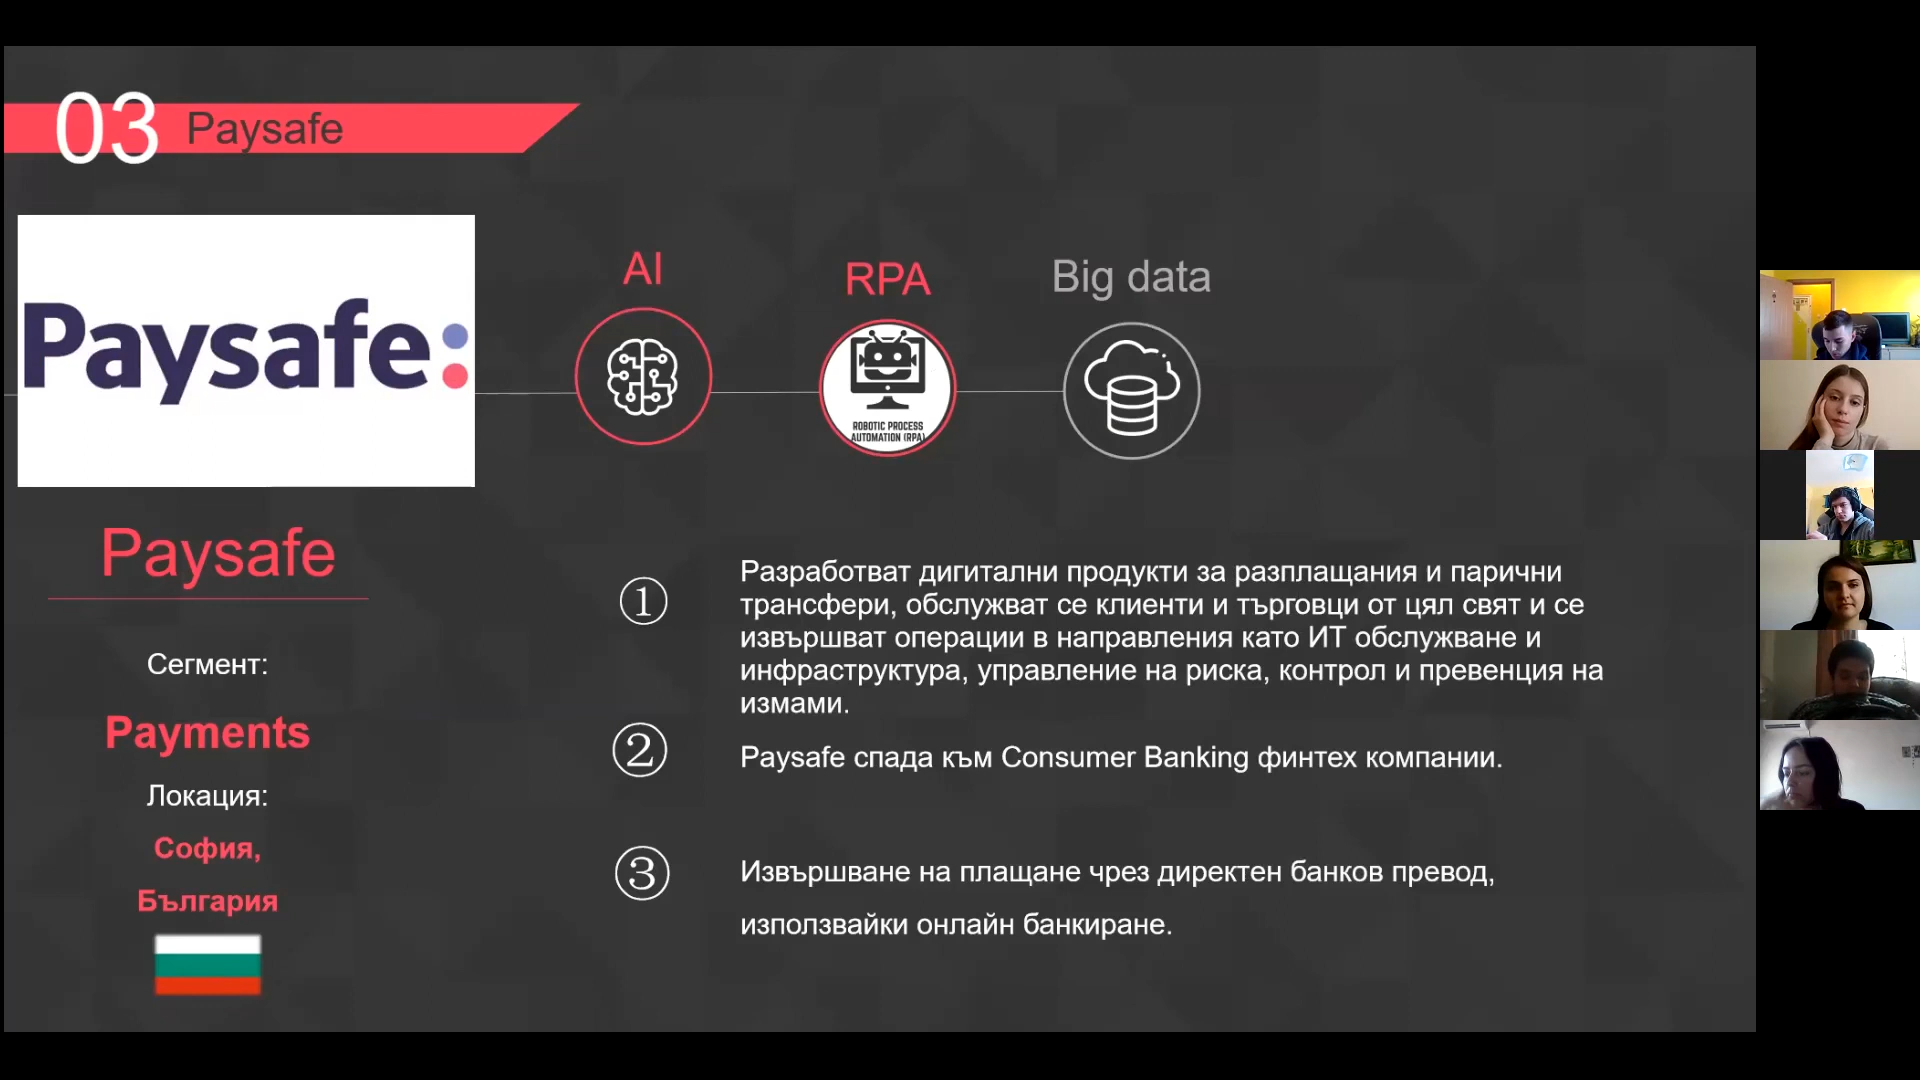 03 Paysafe
Paysafe:
AI
RPA
Big data
ROBOTIC PROCESS
AUTOMATION (RPA)
Paysafe
Сегмент:
Payments
Локация:
София,
България
1
Разработват дигитални продукти за разплащания и парични
трансфери, обслужват се клиенти и търговци от цял свят и се
извършват операции в направления като ИТ обслужване и
инфраструктура, управление на риска, контрол и превенция на
измами.
2
Paysafe спада към Consumer Banking финтех компании.
3
Извършване на плащане чрез директен банков превод,
използвайки онлайн банкиране.